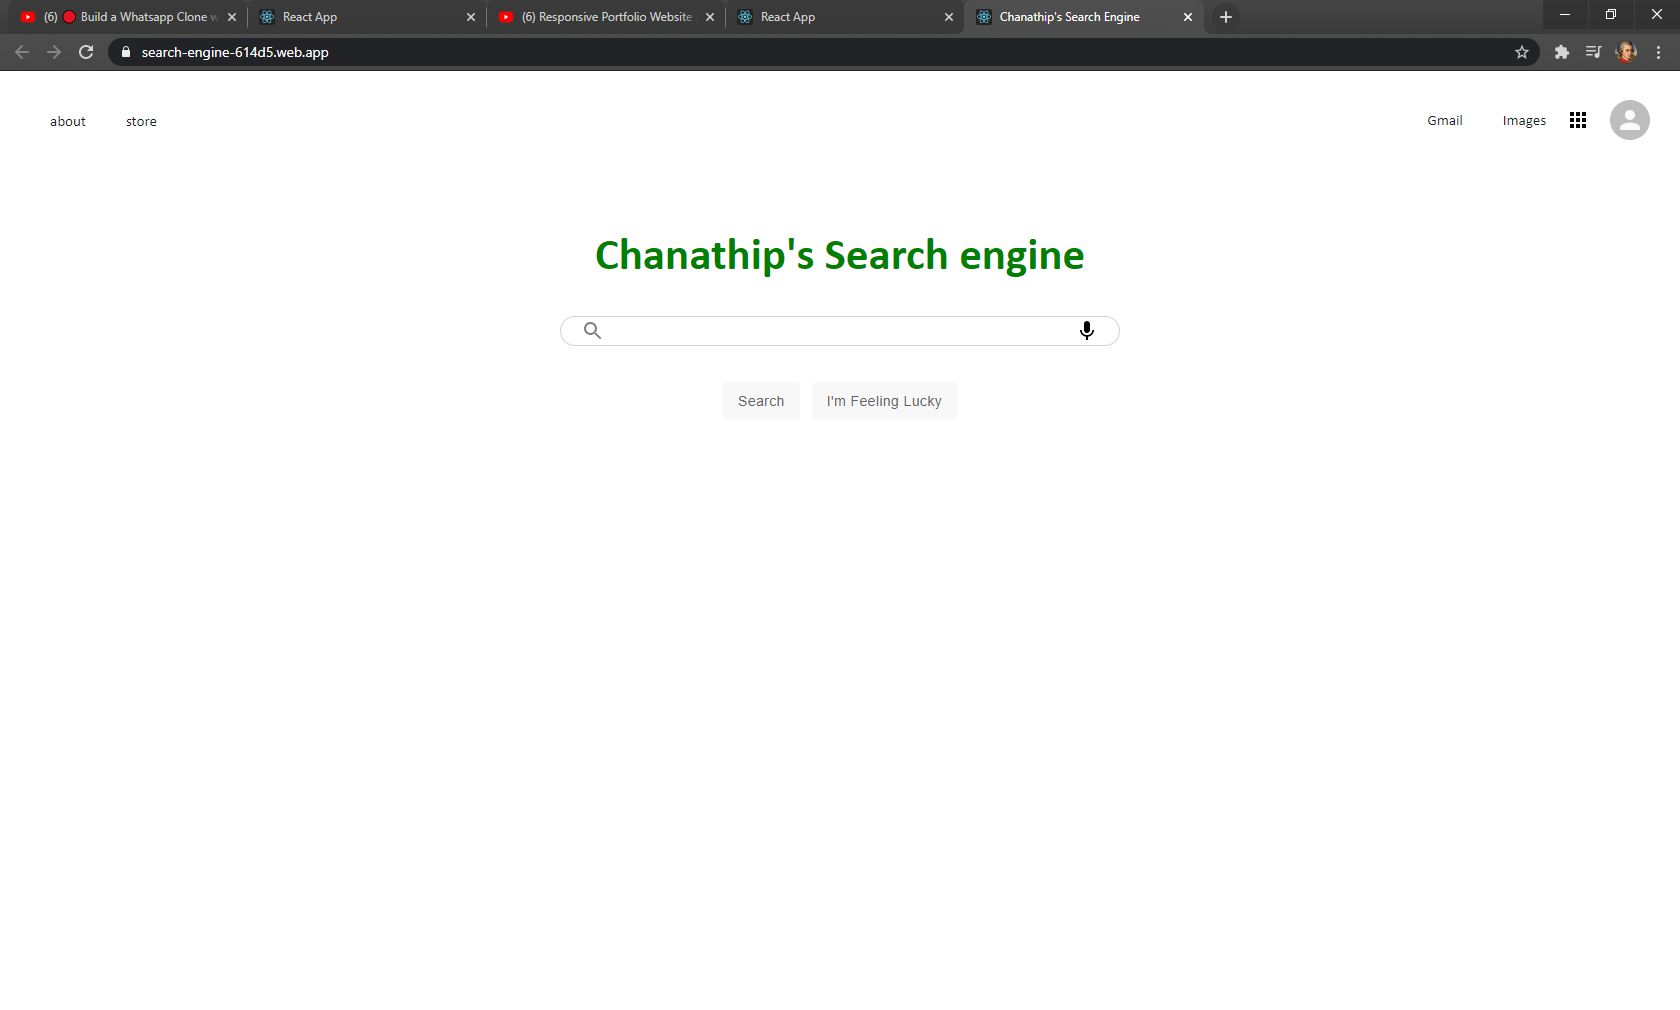 (6) 🔴 Build a Whatsapp Clone w
React App
(6) Responsive Portfolio Website
React App
Chanathip's Search Engine
search-engine-614d5.web.app
about store Gmail Images
Chanathip's Search engine
Search I'm Feeling Lucky